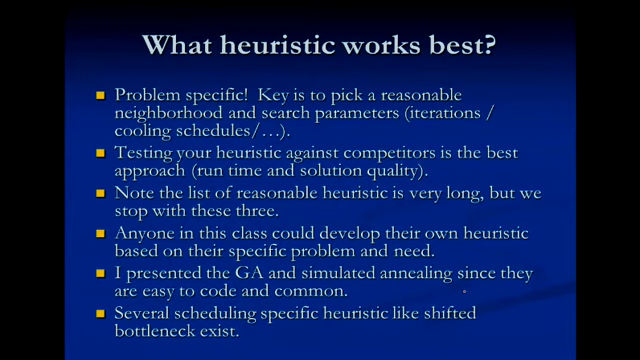 What heuristic works best?
Problem specific!  Key is to pick a reasonable
neighborhood and search parameters (iterations /
cooling schedules/…).
Testing your heuristic against competitors is the best
approach (run time and solution quality).
Note the list of reasonable heuristic is very long, but we
stop with these three.
Anyone in this class could develop their own heuristic
based on their specific problem and need.
I presented the GA and simulated annealing since they
are easy to code and common.
Several scheduling specific heuristic like shifted
bottleneck exist.